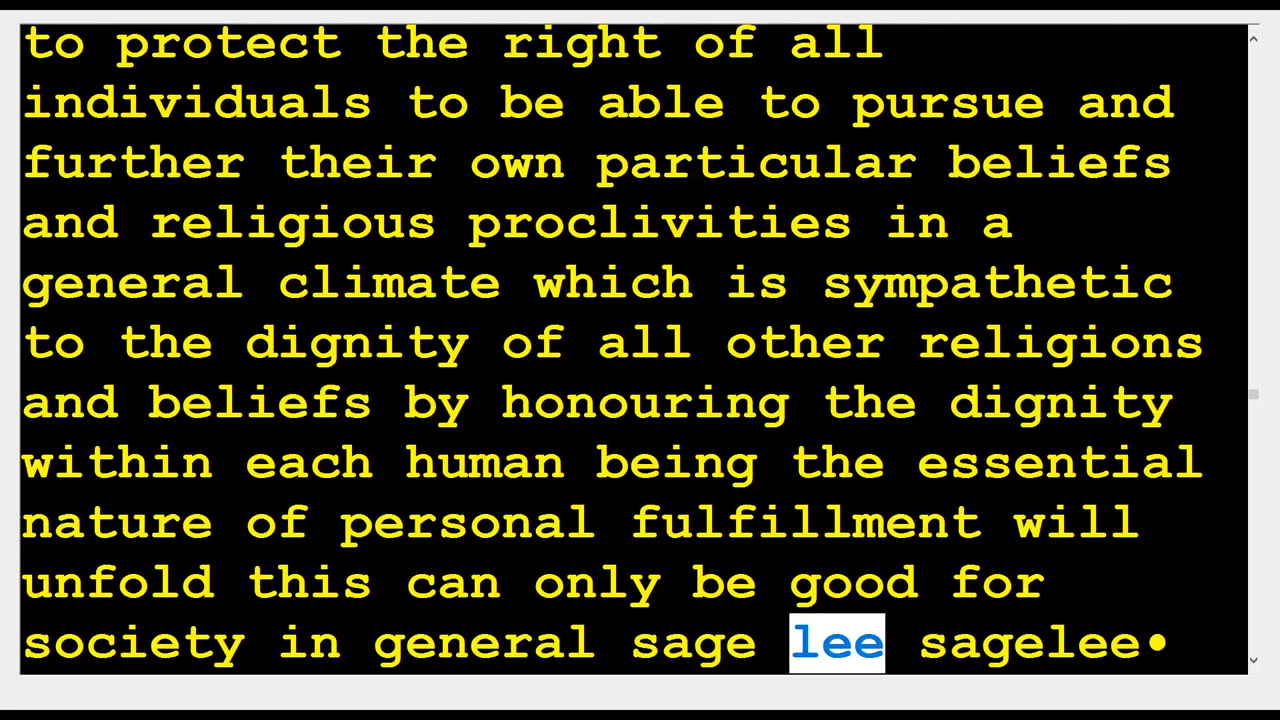 to protect the right of all
individuals to be able to pursue and
further their own particular beliefs
and religious proclivities in a
general climate which is sympathetic
to the dignity of all other religions
and beliefs by honouring the dignity
within each human being the essential
nature of personal fulfillment will
unfold this can only be good for
society in general sage lee sagelee•